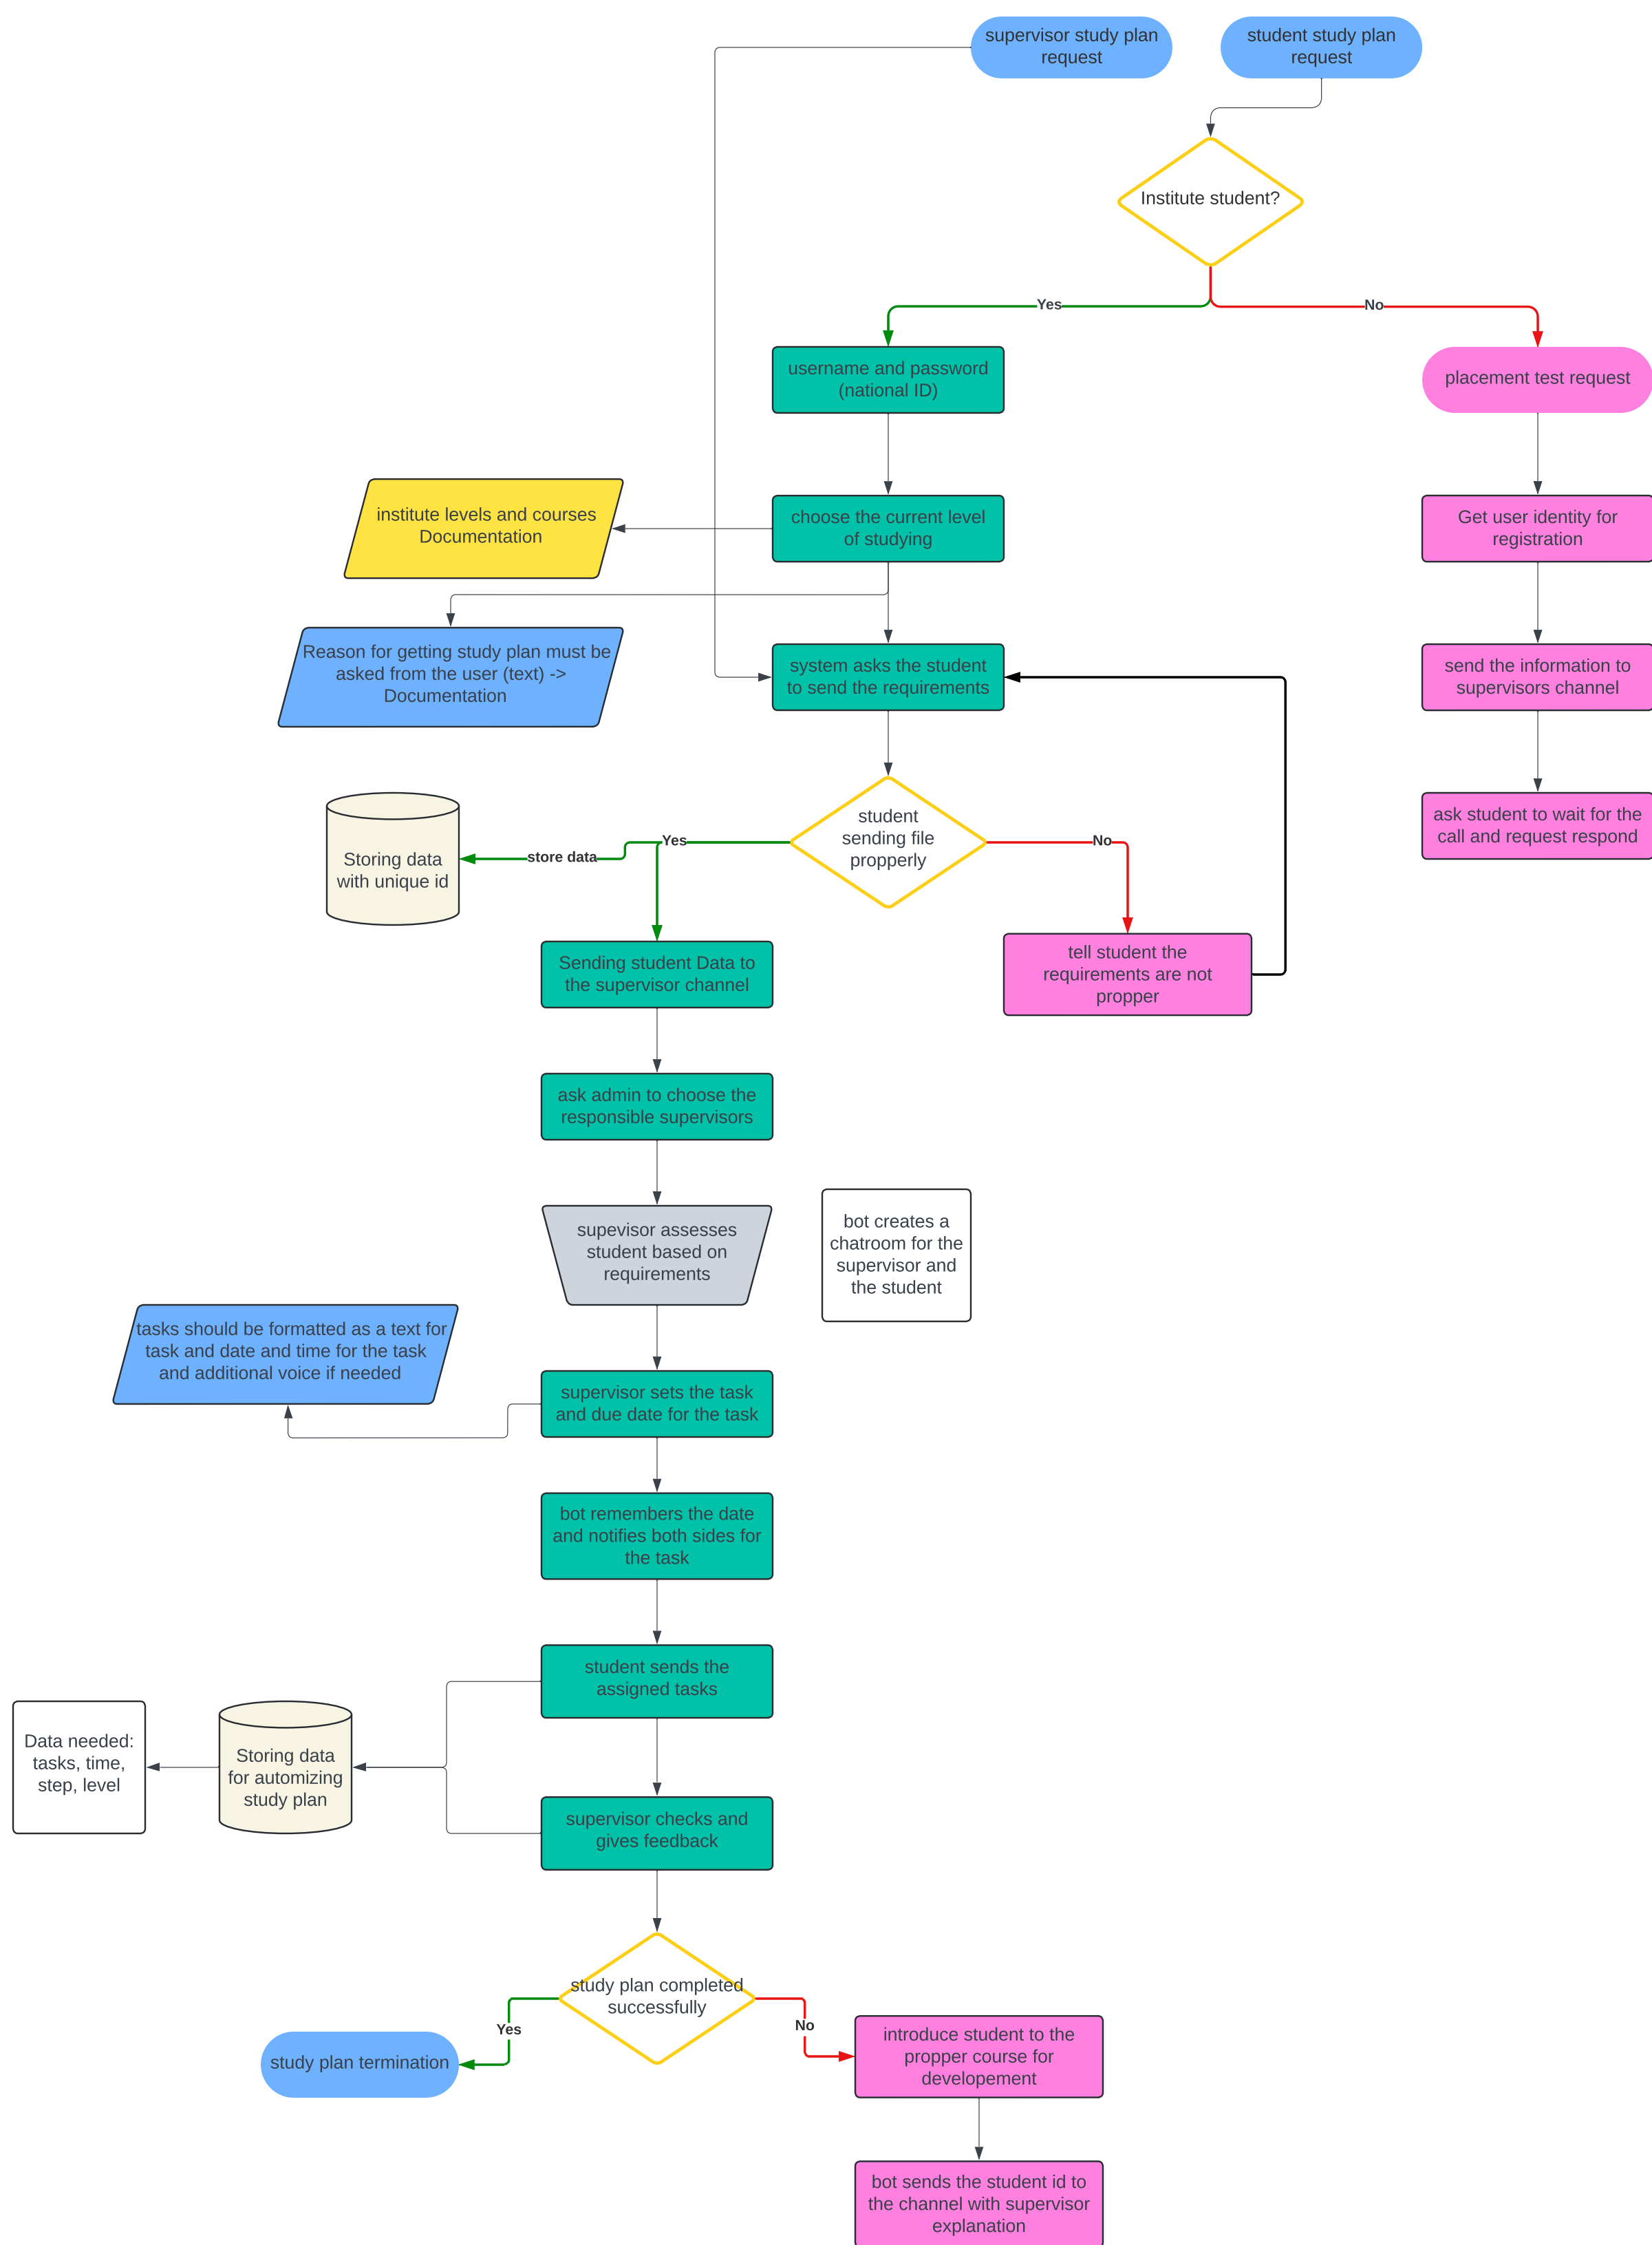 supervisor study plan
request
student study plan
request
Institute student?
Yes
No
username and password
(national ID)
placement test request
institute levels and courses
Documentation
choose the current level
of studying
Get user identity for
registration
Reason for getting study plan must be
asked from the user (text) ->
Documentation
system asks the student
to send the requirements
send the information to
supervisors channel
Storing data
with unique id
store data
Yes
student
sending file
propperly
No
ask student to wait for the
call and request respond
Sending student Data to
the supervisor channel
tell student the
requirements are not
propper
ask admin to choose the
responsible supervisors
supevisor assesses
student based on
requirements
bot creates a
chatroom for the
supervisor and
the student
tasks should be formatted as a text for
task and date and time for the task
and additional voice if needed
supervisor sets the task
and due date for the task
bot remembers the date
and notifies both sides for
the task
student sends the
assigned tasks
Data needed:
tasks, time,
step, level
Storing data
for automizing
study plan
supervisor checks and
gives feedback
study plan completed
successfully
Yes
No
study plan termination
introduce student to the
propper course for
developement
bot sends the student id to
the channel with supervisor
explanation